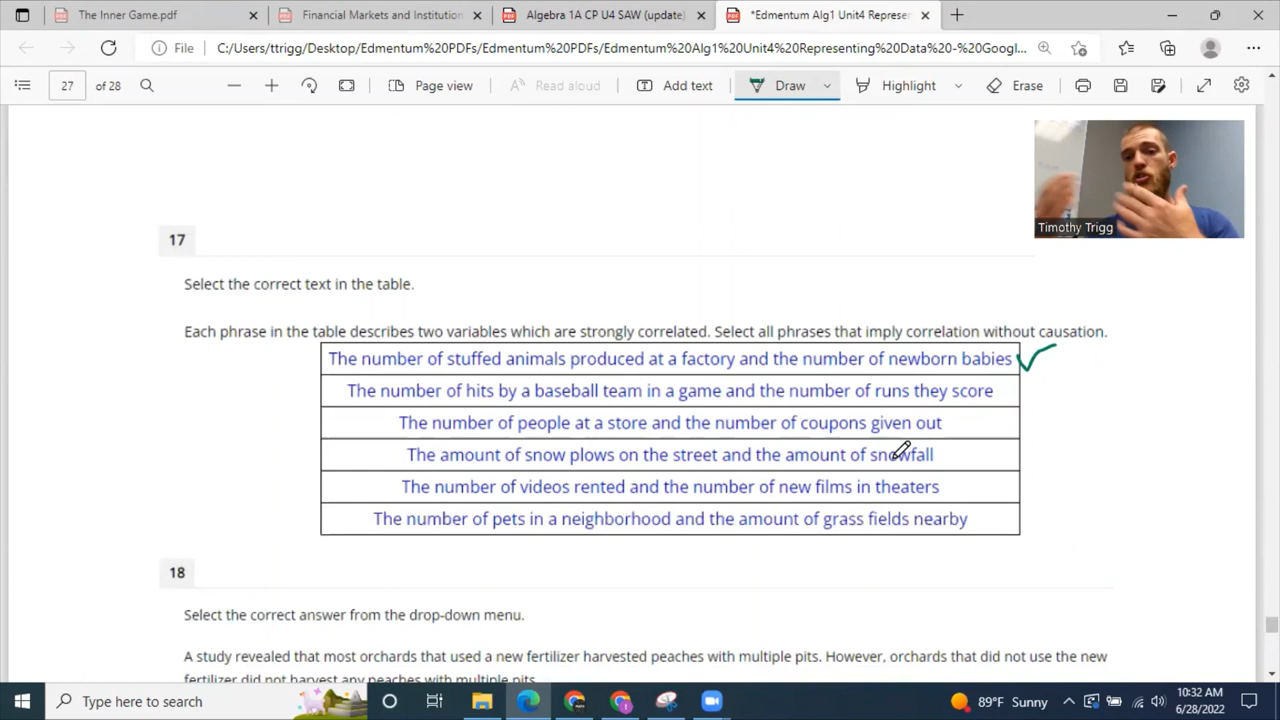 The Inner Game.pdf
Financial Markets and Institution
Algebra 1A CP U4 SAW (update)
*Edmentum Alg1 Unit4 Represer
File
C:/Users/ttrigg/Desktop/Edmentum%20PDFs/Edmentum%20PDFs/Edmentum%20Alg1%20Unit4%20Representing%20Data%20-%20Googl...
27 of 28
Page view
Read aloud
Add text
Draw
Highlight
Erase
Timothy Trigg
17
Select the correct text in the table.
Each phrase in the table describes two variables which are strongly correlated. Select all phrases that imply correlation without causation.
The number of stuffed animals produced at a factory and the number of newborn babies
The number of hits by a baseball team in a game and the number of runs they score
The number of people at a store and the number of coupons given out
The amount of snow plows on the street and the amount of snowfall
The number of videos rented and the number of new films in theaters
The number of pets in a neighborhood and the amount of grass fields nearby
18
Select the correct answer from the drop-down menu.
A study revealed that most orchards that used a new fertilizer harvested peaches with multiple pits. However, orchards that did not use the new
fertilizer did not harvest any peaches with multiple pits.
Type here to search
89°F Sunny
10:32 AM
6/28/2022